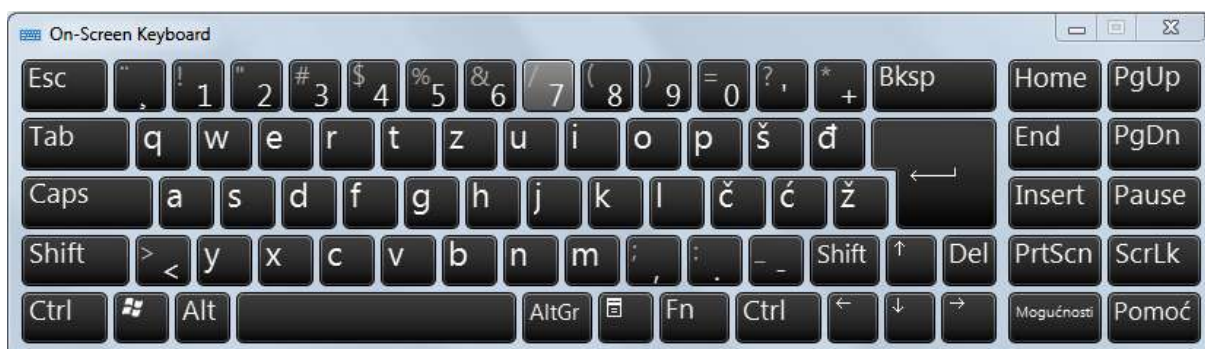 On-Screen Keyboard
Esc ¨ ¸ ! 1 " 2 # 3 $ 4 % 5 & 6 / 7 ( 8 ) 9 = 0 ? ' * + Bksp Home PgUp
Tab q w e r t z u i o p š đ End PgDn
Caps a s d f g h j k l č ć ž Insert Pause
Shift > < y x c v b n m ; , : . _ - Shift ↑ Del PrtScn ScrLk
Ctrl Alt AltGr Fn Ctrl ← ↓ → Mogućnosti Pomoć